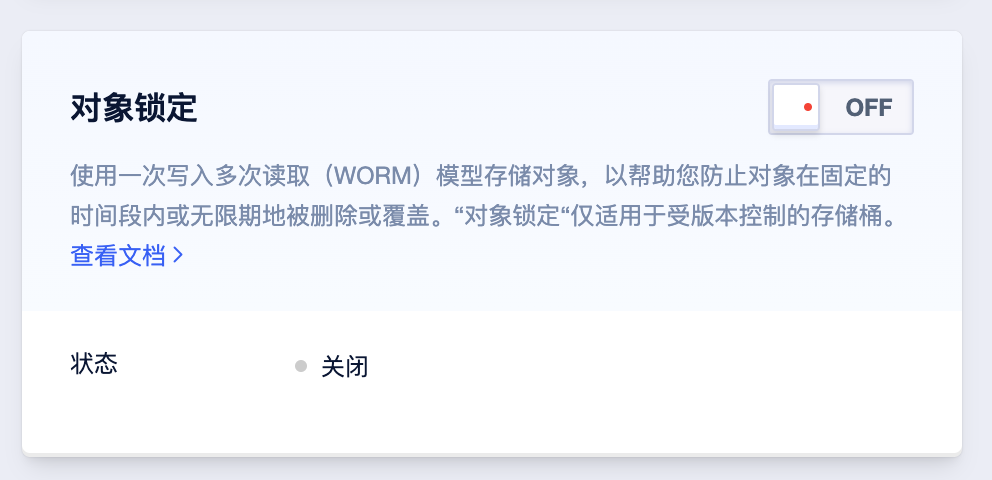 对象锁定
OFF
使用一次写入多次读取（WORM）模型存储对象，以帮助您防止对象在固定的
时间段内或无限期地被删除或覆盖。“对象锁定“仅适用于受版本控制的存储桶。
查看文档 >
状态
关闭